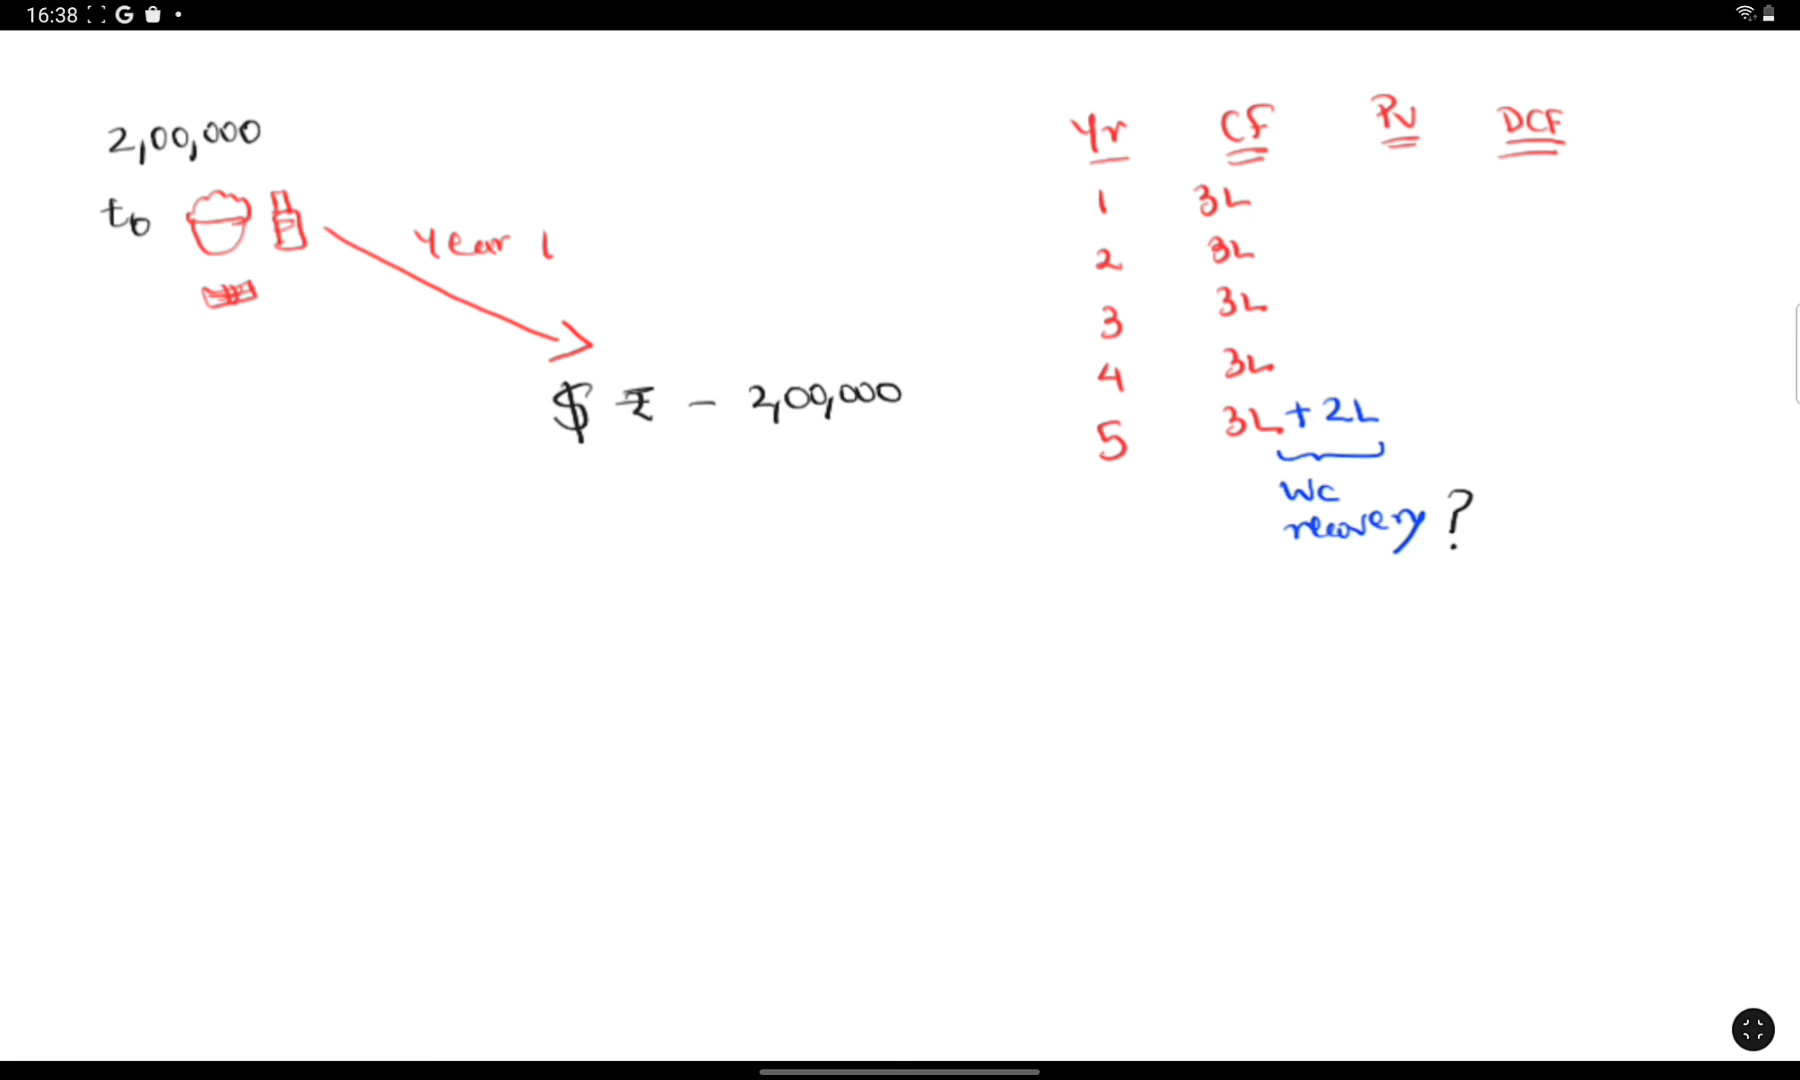 16:38
2,00,000
to
Year 1
$ ₹ - 2,00,000
Yr CF PV DCF
1 3L
2 3L
3 3L
4 3L
5 3L + 2L
WC
recovery ?